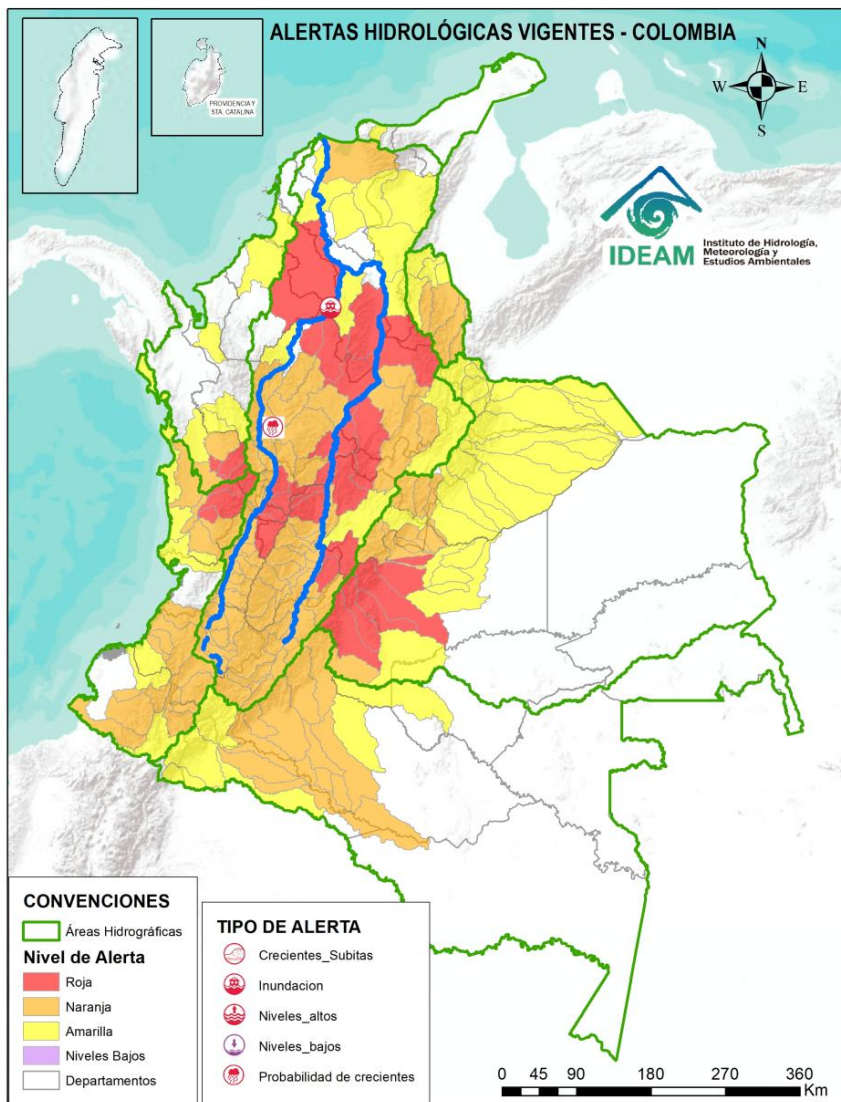 ALERTAS HIDROLÓGICAS VIGENTES - COLOMBIA
PROVIDENCIA Y
STA. CATALINA
N
W
E
S
IDEAM
Instituto de Hidrología,
Meteorología y
Estudios Ambientales
CONVENCIONES
Áreas Hidrográficas
Nivel de Alerta
Roja
Naranja
Amarilla
Niveles Bajos
Departamentos
TIPO DE ALERTA
Crecientes_Subitas
Inundacion
Niveles_altos
Niveles_bajos
Probabilidad de crecientes
0 45 90 180 270 360
Km